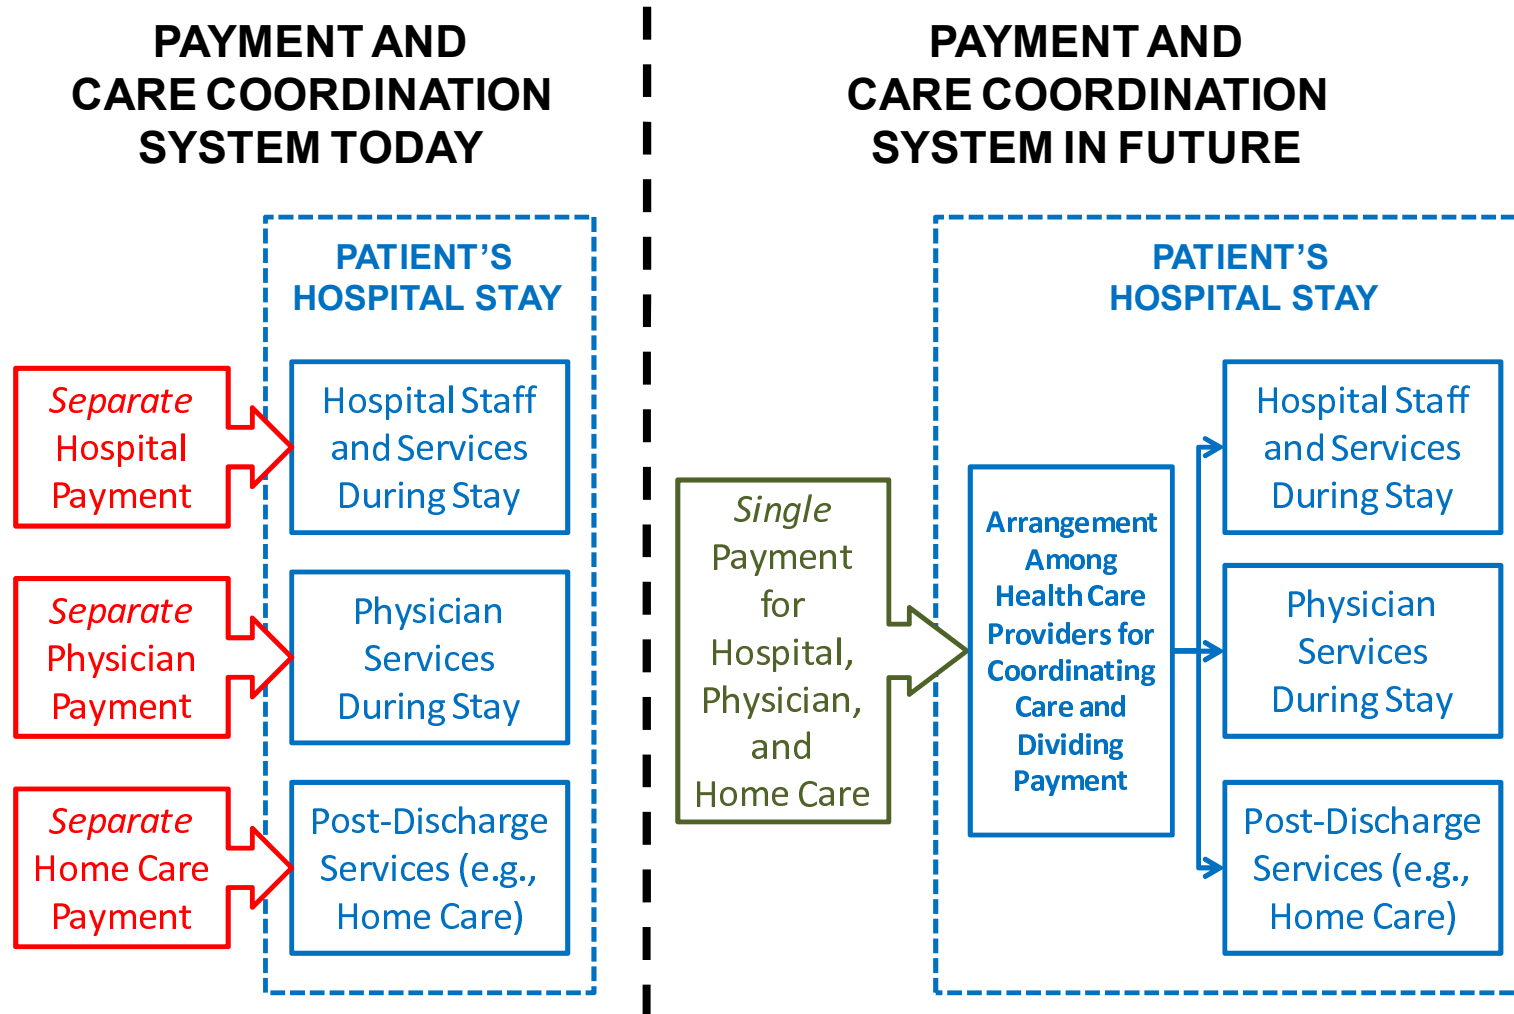 PAYMENT AND
CARE COORDINATION
SYSTEM TODAY
PATIENT'S
HOSPITAL STAY
Separate
Hospital
Payment
Hospital Staff
and Services
During Stay
Separate
Physician
Payment
Physician
Services
During Stay
Separate
Home Care
Payment
Post-Discharge
Services (e.g.,
Home Care)
PAYMENT AND
CARE COORDINATION
SYSTEM IN FUTURE
PATIENT'S
HOSPITAL STAY
Single
Payment
for
Hospital,
Physician,
and
Home Care
Arrangement
Among
Health Care
Providers for
Coordinating
Care and
Dividing
Payment
Hospital Staff
and Services
During Stay
Physician
Services
During Stay
Post-Discharge
Services (e.g.,
Home Care)